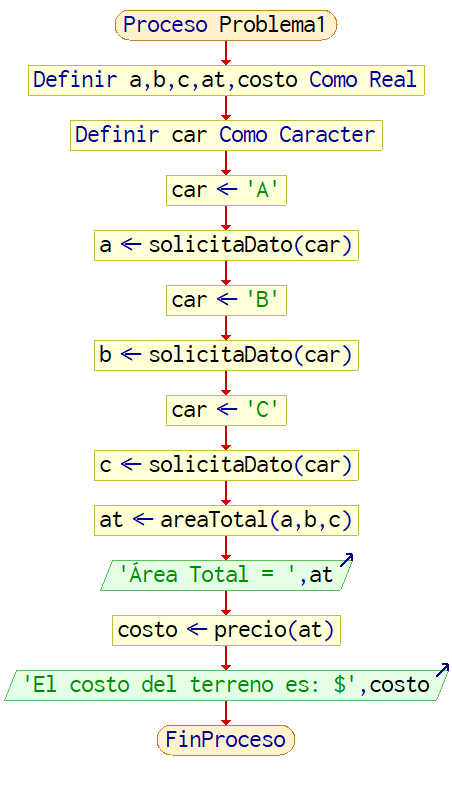 Proceso Problema1
Definir a,b,c,at,costo Como Real
Definir car Como Caracter
car ← 'A'
a ← solicitaDato(car)
car ← 'B'
b ← solicitaDato(car)
car ← 'C'
c ← solicitaDato(car)
at ← areaTotal(a,b,c)
'Área Total = ',at
costo ← precio(at)
'El costo del terreno es: $',costo
FinProceso